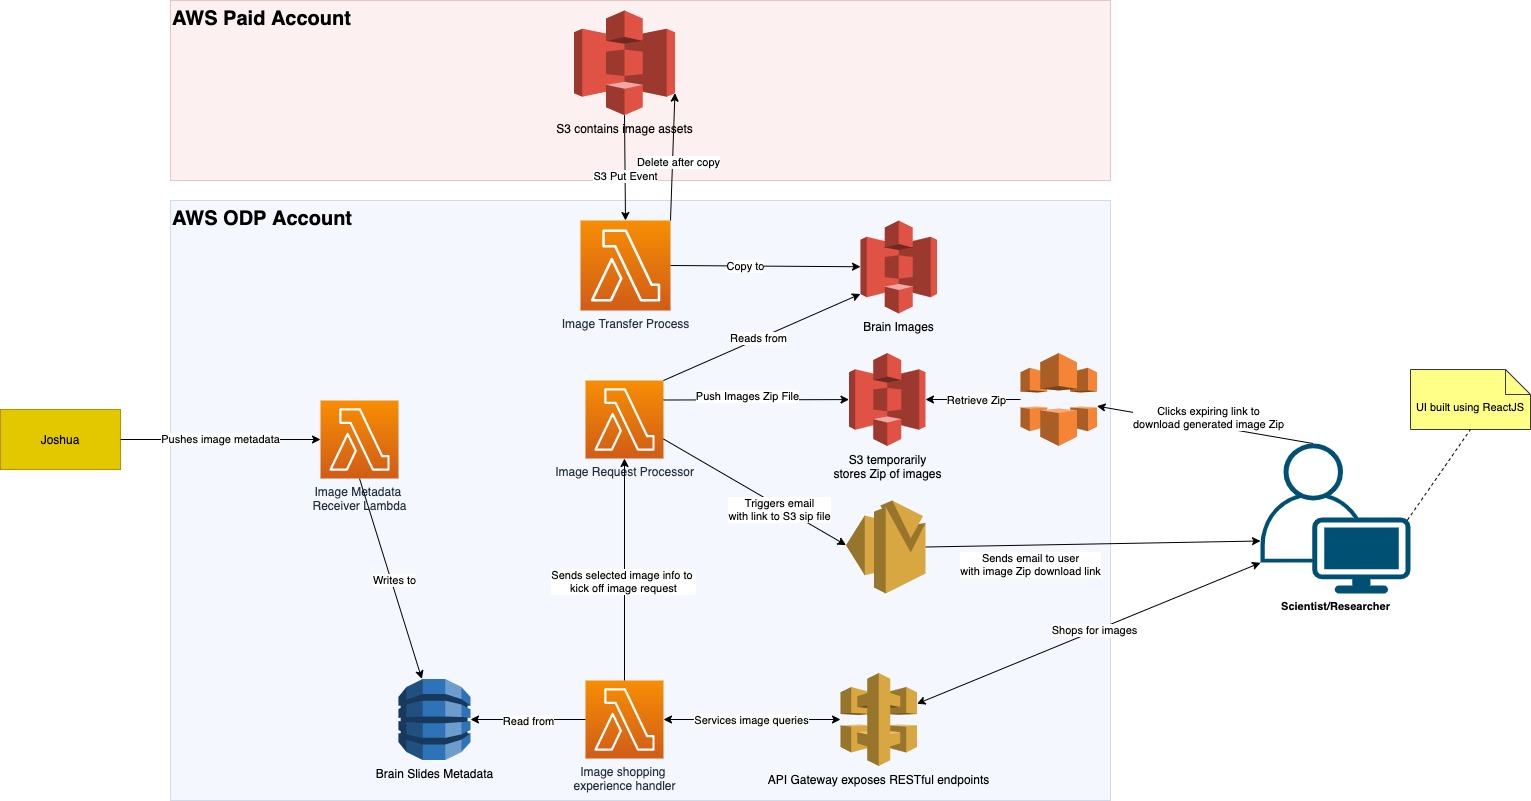 AWS Paid Account
S3 contains image assets
Delete after copy
S3 Put Event
AWS ODP Account
Copy to
Image Transfer Process
Brain Images
Reads from
Push Images Zip File
Retrieve Zip
Clicks expiring link to
download generated image Zip
UI built using ReactJS
Joshua
Pushes image metadata
Image Request Processor
S3 temporarily
stores Zip of images
Image Metadata
Receiver Lambda
Triggers email
with link to S3 sip file
Sends email to user
with image Zip download link
Writes to
Sends selected image info to
kick off image request
Scientist/Researcher
Shops for images
Read from
Services image queries
Brain Slides Metadata
Image shopping
experience handler
API Gateway exposes RESTful endpoints